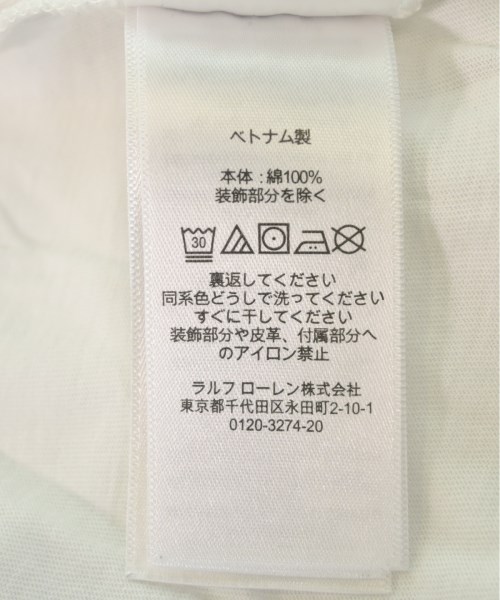 ベトナム製
本体 : 綿100%
装飾部分を除く
30
裏返してください
同系色どうしで洗ってください
すぐに干してください
装飾部分や皮革、付属部分へ
のアイロン禁止
ラルフ ローレン株式会社
東京都千代田区永田町2-10-1
0120-3274-20